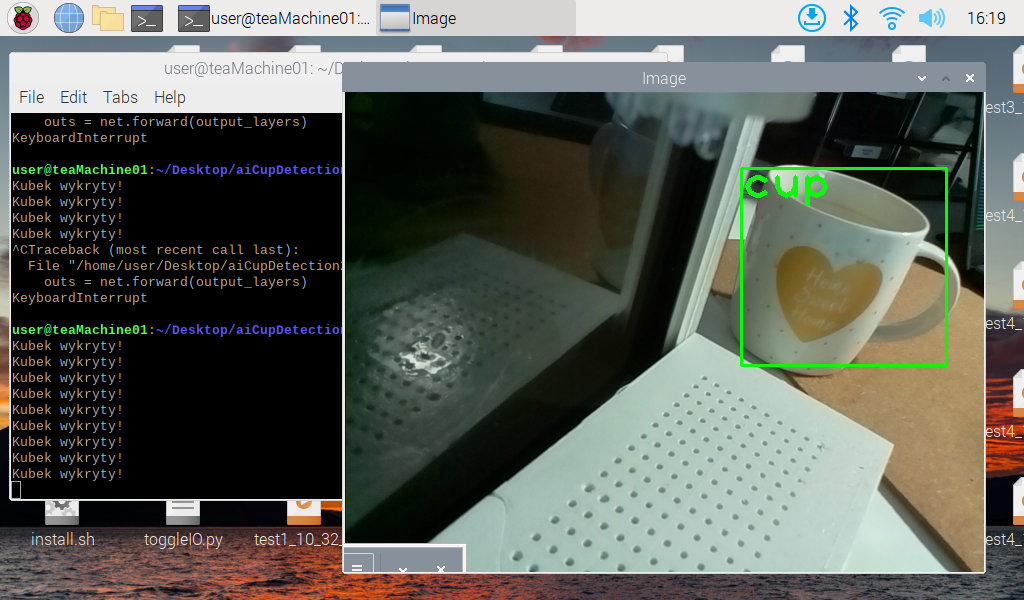 user@teaMachine01:...
Image
16:19
user@teaMachine01: ~/D
Image
File Edit Tabs Help
outs = net.forward(output_layers)
KeyboardInterrupt
user@teaMachine01:~/Desktop/aiCupDetection
Kubek wykryty!
Kubek wykryty!
Kubek wykryty!
Kubek wykryty!
^CTraceback (most recent call last):
File "/home/user/Desktop/aiCupDetection
outs = net.forward(output_layers)
KeyboardInterrupt
user@teaMachine01:~/Desktop/aiCupDetection
Kubek wykryty!
Kubek wykryty!
Kubek wykryty!
Kubek wykryty!
Kubek wykryty!
Kubek wykryty!
Kubek wykryty!
Kubek wykryty!
Kubek wykryty!
cup
est3_
est4_
est4_
est4_
install.sh
toggleIO.py
test1_10_32_
est4_